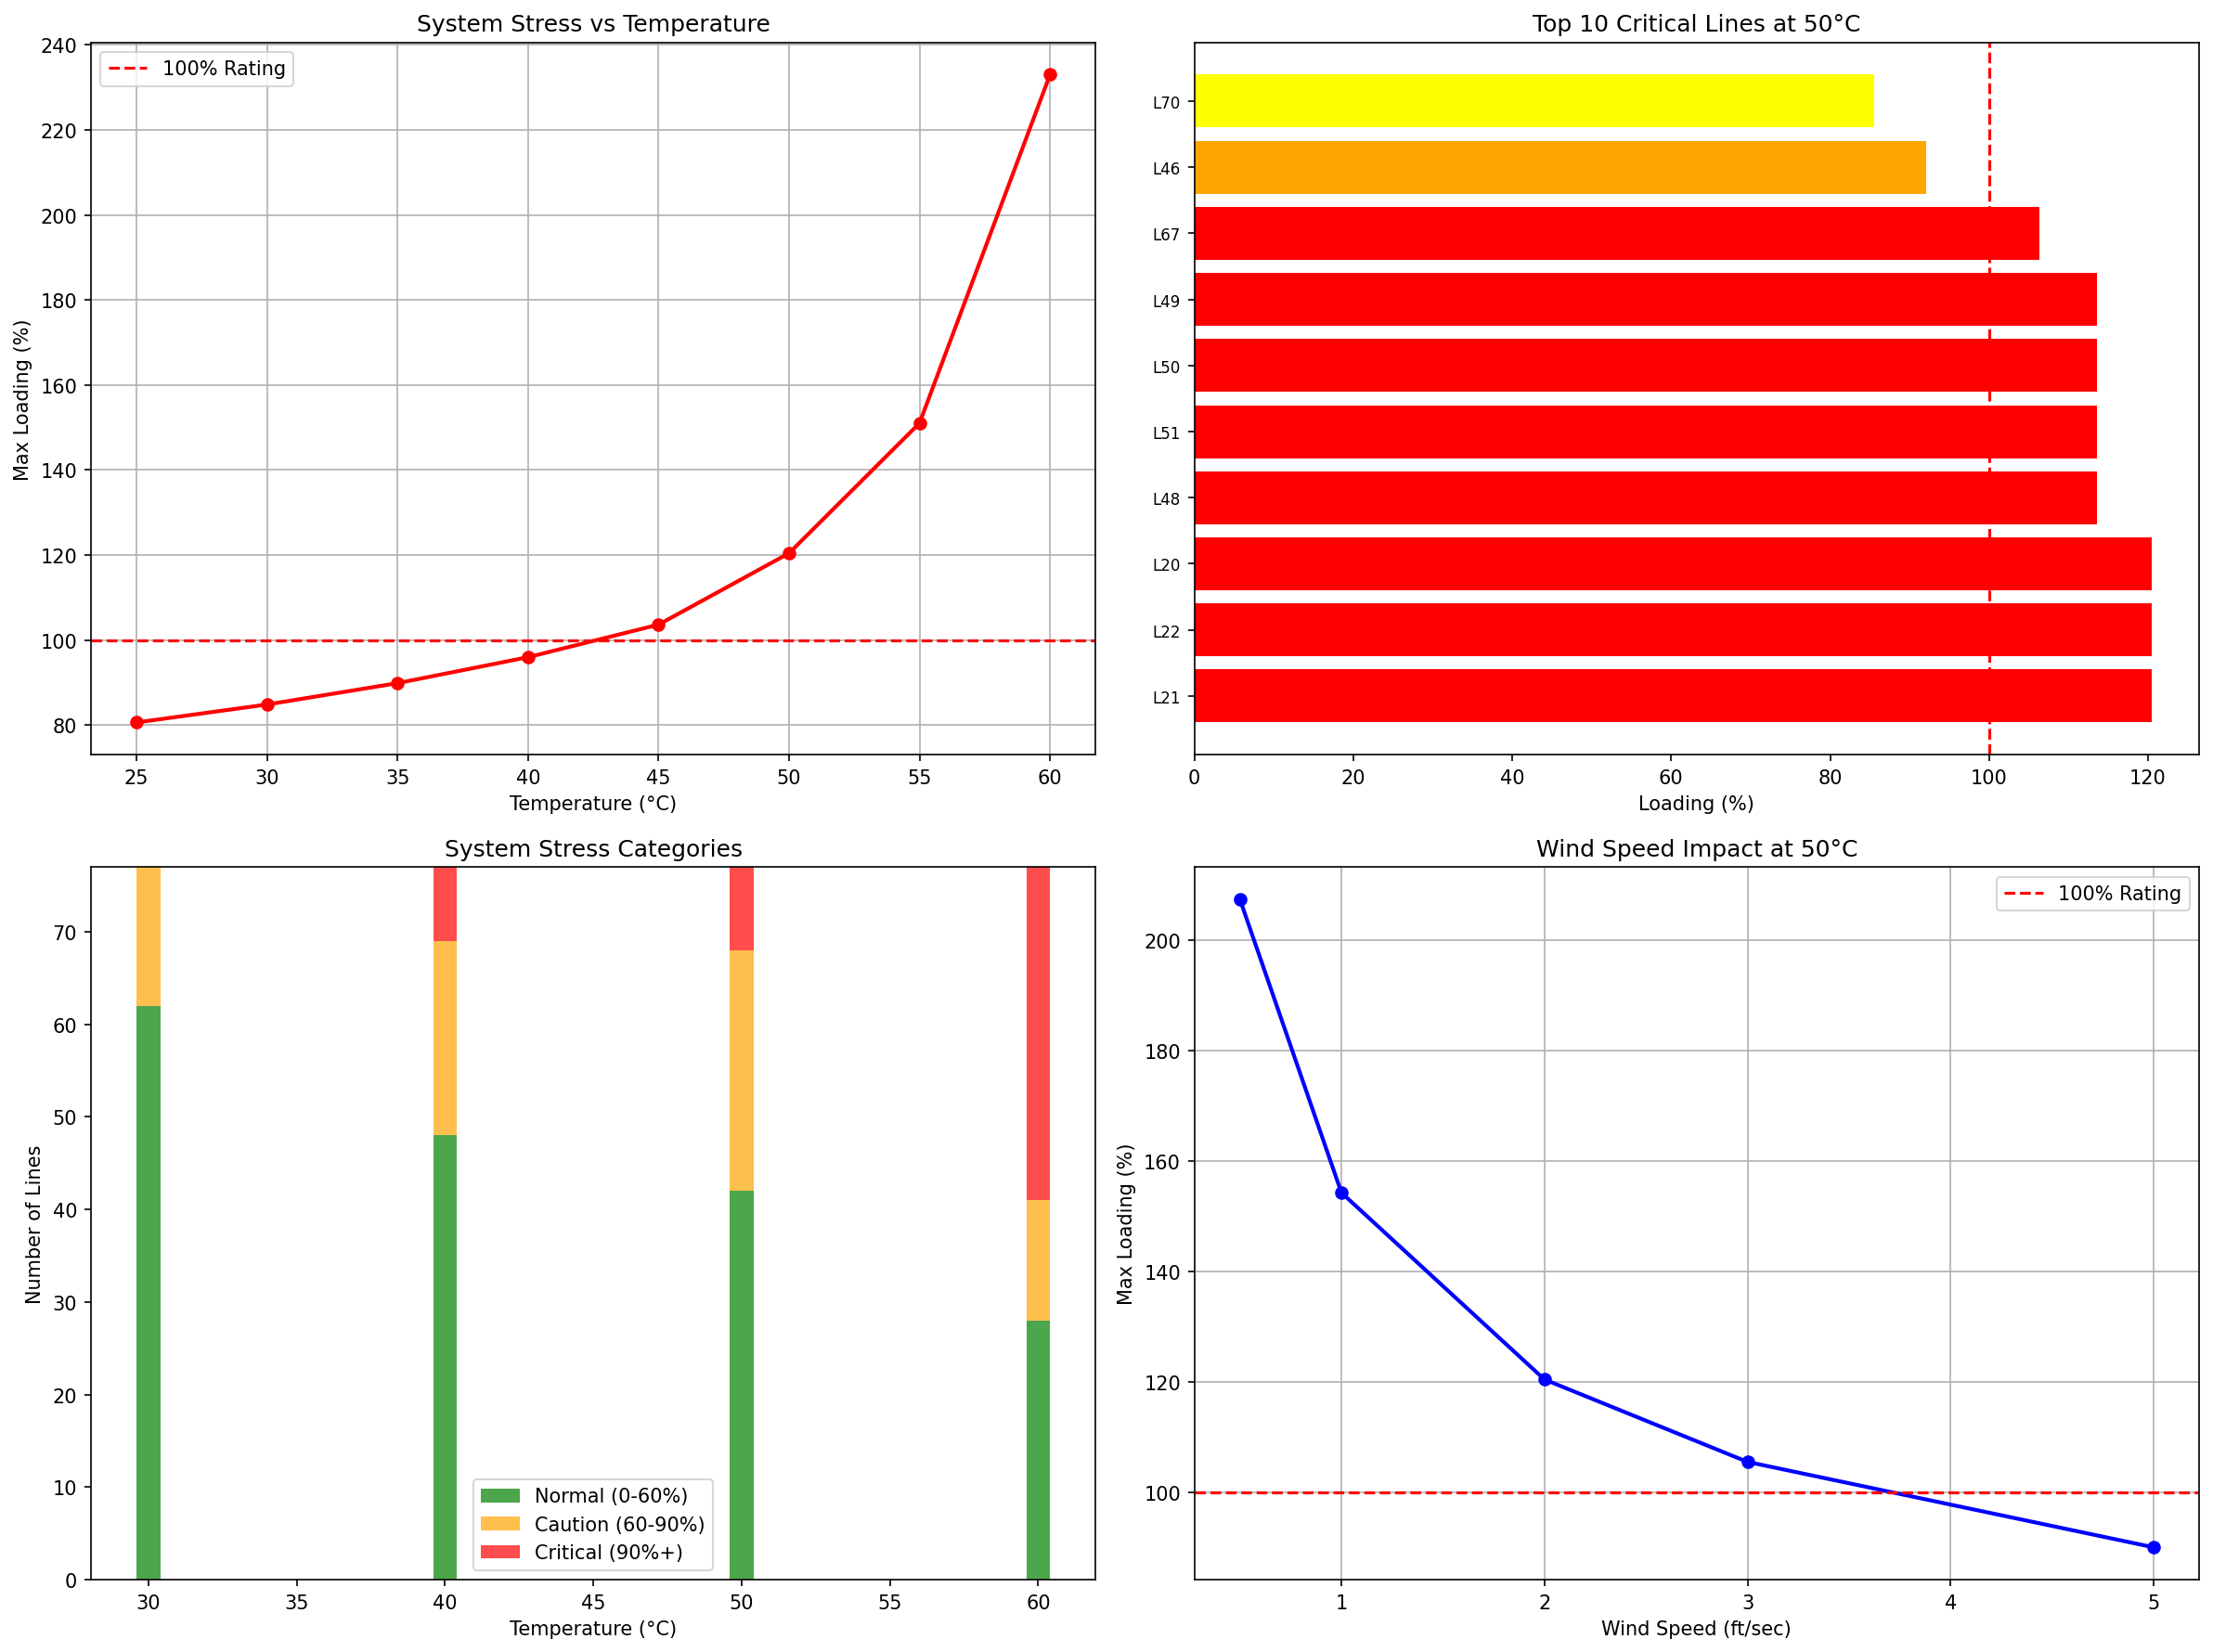 System Stress vs Temperature
100% Rating
240
220
200
180
160
140
120
100
80
Max Loading (%)
25 30 35 40 45 50 55 60
Temperature (°C)
Top 10 Critical Lines at 50°C
L70
L46
L67
L49
L50
L51
L48
L20
L22
L21
0 20 40 60 80 100 120
Loading (%)
System Stress Categories
70
60
50
40
30
20
10
0
Number of Lines
Normal (0-60%)
Caution (60-90%)
Critical (90%+)
30 35 40 45 50 55 60
Temperature (°C)
Wind Speed Impact at 50°C
100% Rating
200
180
160
140
120
100
Max Loading (%)
1 2 3 4 5
Wind Speed (ft/sec)